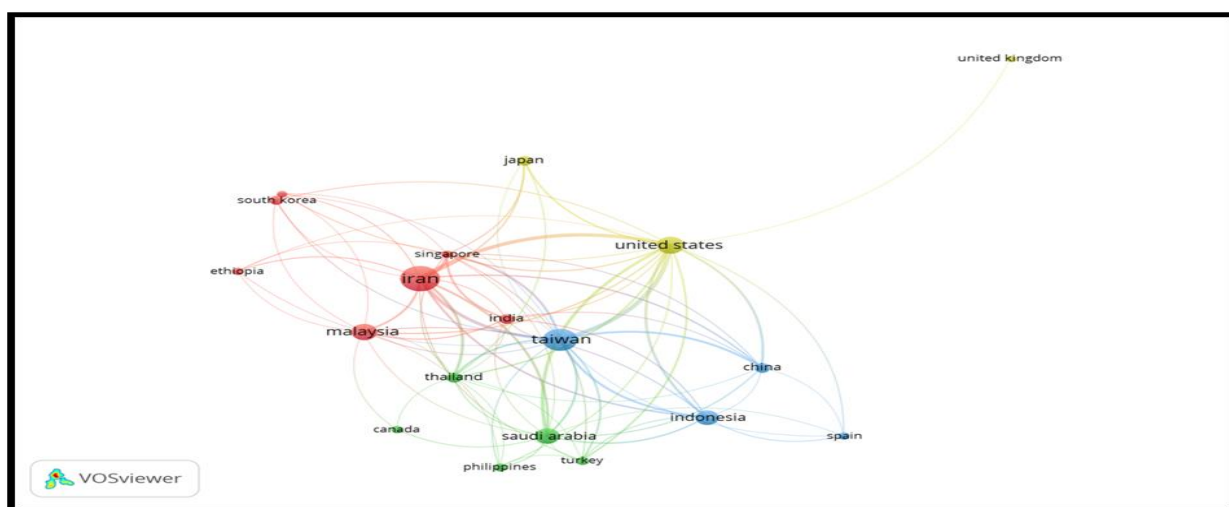 united kingdom
japan
south korea
united states
singapore
ethiopia
iran
india
malaysia
taiwan
china
thailand
indonesia
canada
saudi arabia
spain
turkey
philippines
VOSviewer